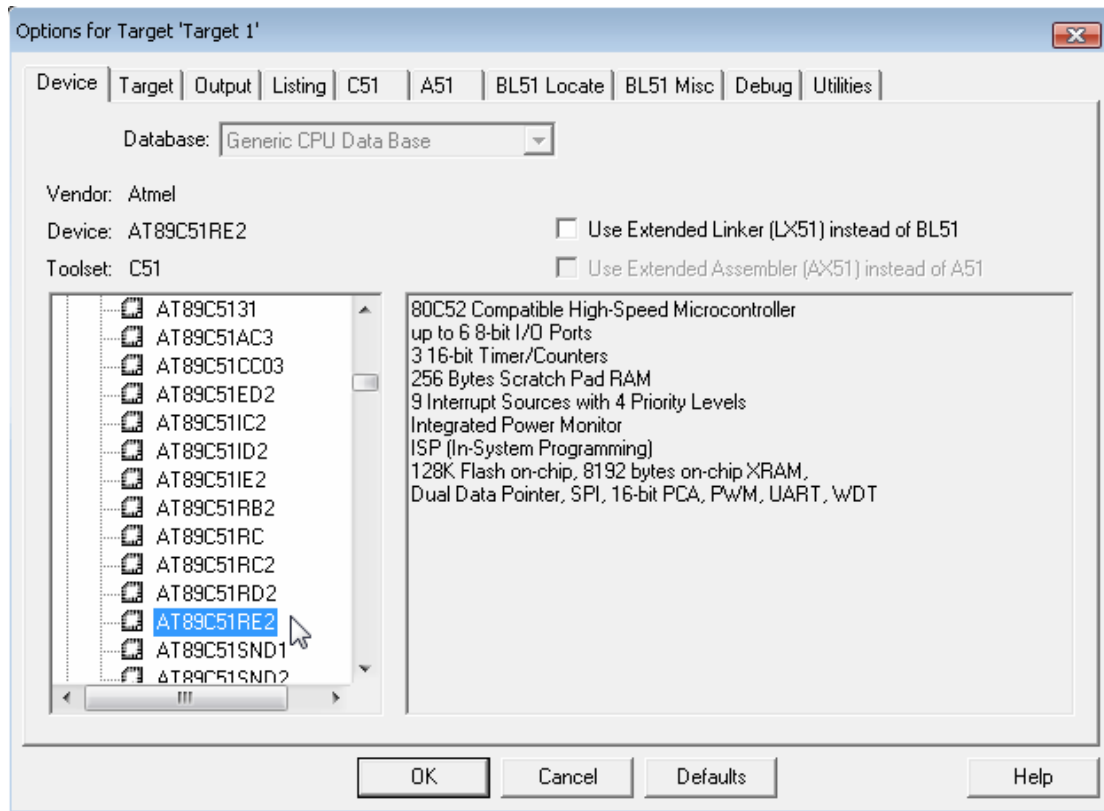 Options for Target 'Target 1'
Device Target Output Listing C51 A51 BL51 Locate BL51 Misc Debug Utilities
Database: Generic CPU Data Base
Vendor: Atmel
Device: AT89C51RE2
Use Extended Linker (LX51) instead of BL51
Toolset: C51
Use Extended Assembler (AX51) instead of A51
AT89C5131
AT89C51AC3
AT89C51CC03
AT89C51ED2
AT89C51IC2
AT89C51ID2
AT89C51IE2
AT89C51RB2
AT89C51RC
AT89C51RC2
AT89C51RD2
AT89C51RE2
AT89C51SND1
AT89C51SND2
80C52 Compatible High-Speed Microcontroller
up to 6 8-bit I/O Ports
3 16-bit Timer/Counters
256 Bytes Scratch Pad RAM
9 Interrupt Sources with 4 Priority Levels
Integrated Power Monitor
ISP (In-System Programming)
128K Flash on-chip, 8192 bytes on-chip XRAM,
Dual Data Pointer, SPI, 16-bit PCA, PWM, UART, WDT
OK Cancel Defaults Help